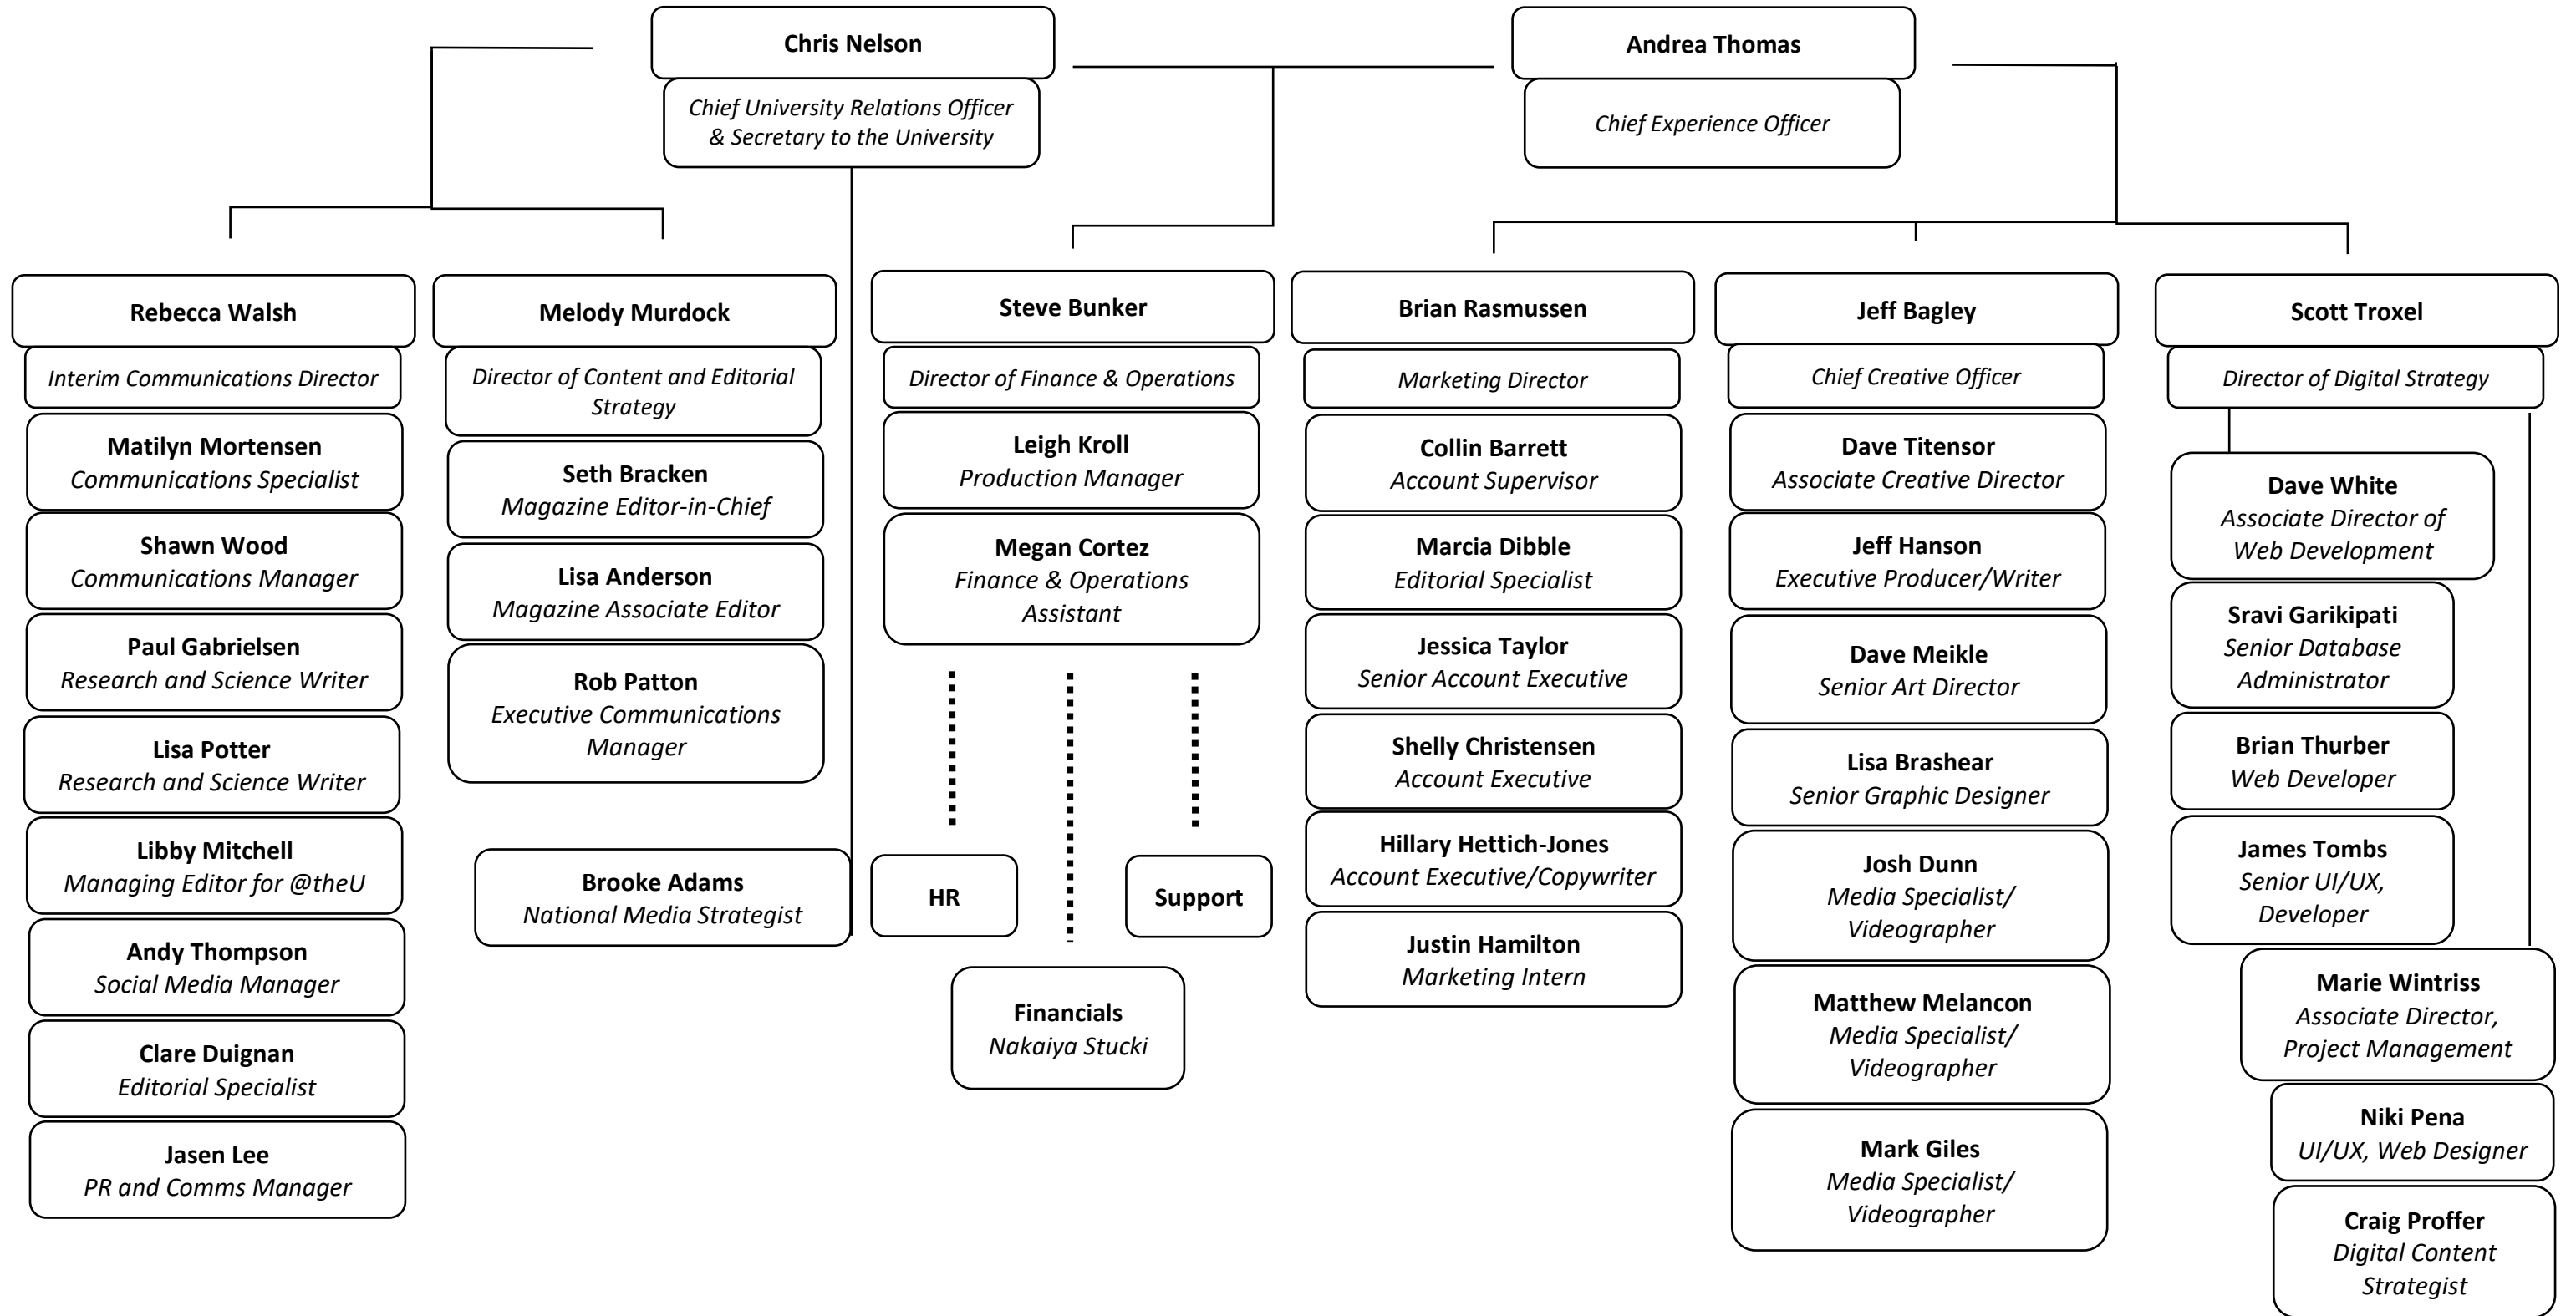 Chris Nelson
Chief University Relations Officer
& Secretary to the University
Andrea Thomas
Chief Experience Officer
Rebecca Walsh
Interim Communications Director
Matilyn Mortensen
Communications Specialist
Shawn Wood
Communications Manager
Paul Gabrielsen
Research and Science Writer
Lisa Potter
Research and Science Writer
Libby Mitchell
Managing Editor for @theU
Andy Thompson
Social Media Manager
Clare Duignan
Editorial Specialist
Jasen Lee
PR and Comms Manager
Melody Murdock
Director of Content and Editorial
Strategy
Seth Bracken
Magazine Editor-in-Chief
Lisa Anderson
Magazine Associate Editor
Rob Patton
Executive Communications
Manager
Brooke Adams
National Media Strategist
Steve Bunker
Director of Finance & Operations
Leigh Kroll
Production Manager
Megan Cortez
Finance & Operations
Assistant
HR
Support
Financials
Nakaiya Stucki
Brian Rasmussen
Marketing Director
Collin Barrett
Account Supervisor
Marcia Dibble
Editorial Specialist
Jessica Taylor
Senior Account Executive
Shelly Christensen
Account Executive
Hillary Hettich-Jones
Account Executive/Copywriter
Justin Hamilton
Marketing Intern
Jeff Bagley
Chief Creative Officer
Dave Titensor
Associate Creative Director
Jeff Hanson
Executive Producer/Writer
Dave Meikle
Senior Art Director
Lisa Brashear
Senior Graphic Designer
Josh Dunn
Media Specialist/
Videographer
Matthew Melancon
Media Specialist/
Videographer
Mark Giles
Media Specialist/
Videographer
Scott Troxel
Director of Digital Strategy
Dave White
Associate Director of
Web Development
Sravi Garikipati
Senior Database
Administrator
Brian Thurber
Web Developer
James Tombs
Senior UI/UX,
Developer
Marie Wintriss
Associate Director,
Project Management
Niki Pena
UI/UX, Web Designer
Craig Proffer
Digital Content
Strategist